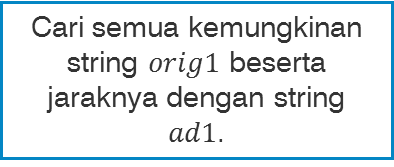 Cari semua kemungkinan
string orig1 beserta
jaraknya dengan string
ad1.